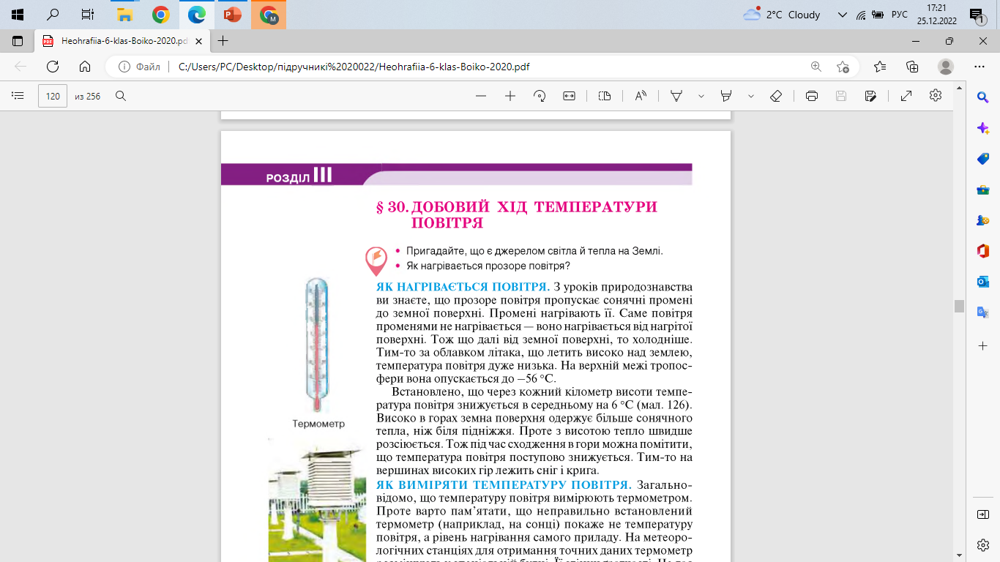 2°C Cloudy
РУС
17:21
25.12.2022
1
M
Heohrafiia-6-klas-Boiko-2020.pd
Файл
C:/Users/PC/Desktop/підручникі%2020022/Heohrafiia-6-klas-Boiko-2020.pdf
120 из 256
РОЗДІЛ III
§ 30. ДОБОВИЙ ХІД ТЕМПЕРАТУРИ
ПОВІТРЯ
• Пригадайте, що є джерелом світла й тепла на Землі.
• Як нагрівається прозоре повітря?
ЯК НАГРІВАЄТЬСЯ ПОВІТРЯ. З уроків природознавства
ви знаєте, що прозоре повітря пропускає сонячні промені
до земної поверхні. Промені нагрівають її. Саме повітря
променями не нагрівається — воно нагрівається від нагрітої
поверхні. Тож що далі від земної поверхні, то холодніше.
Тим-то за облавком літака, що летить високо над землею,
температура повітря дуже низька. На верхній межі тропос-
фери вона опускається до –56 °С.
Встановлено, що через кожний кілометр висоти темпе-
ратура повітря знижується в середньому на 6 °С (мал. 126).
Високо в горах земна поверхня одержує більше сонячного
тепла, ніж біля підніжжя. Проте з висотою тепло швидше
розсіюється. Тож під час сходження в гори можна помітити,
що температура повітря поступово знижується. Тим-то на
вершинах високих гір лежить сніг і крига.
ЯК ВИМІРЯТИ ТЕМПЕРАТУРУ ПОВІТРЯ. Загально-
відомо, що температуру повітря вимірюють термометром.
Проте варто пам’ятати, що неправильно встановлений
термометр (наприклад, на сонці) покаже не температуру
повітря, а рівень нагрівання самого приладу. На метеоро-
логічних станціях для отримання точних даних термометр
Термометр